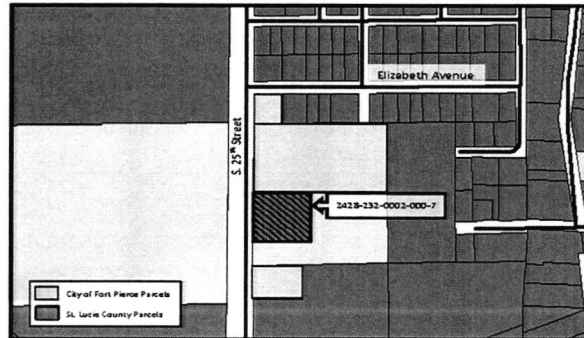 Elizabeth Avenue
S. 25th Street
2428-232-0002-000-7
City of Fort Pierce Parcels
St. Lucie County Parcels